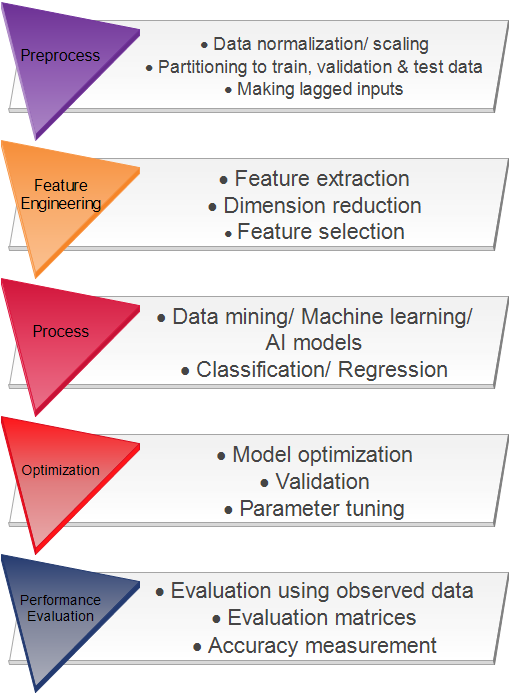 Preprocess
• Data normalization/ scaling
• Partitioning to train, validation & test data
• Making lagged inputs
Feature
Engineering
• Feature extraction
• Dimension reduction
• Feature selection
Process
• Data mining/ Machine learning/
AI models
• Classification/ Regression
Optimization
• Model optimization
• Validation
• Parameter tuning
Performance
Evaluation
• Evaluation using observed data
• Evaluation matrices
• Accuracy measurement